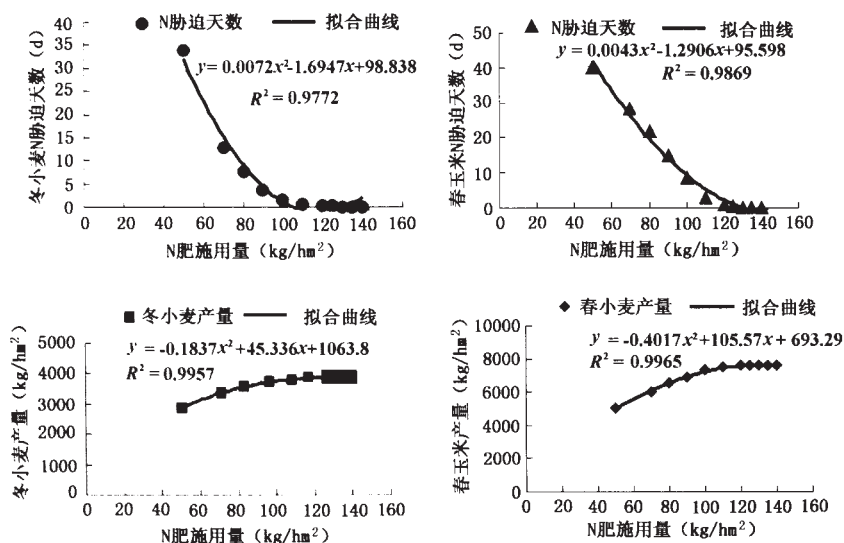 N胁迫天数 拟合曲线
y = 0.0072x²-1.6947x+98.838
R² = 0.9772
冬小麦N胁迫天数（d）
40
35
30
25
20
15
10
5
0
0 20 40 60 80 100 120 140 160
N肥施用量（kg/hm²）
N胁迫天数 拟合曲线
y = 0.0043x²-1.2906x+95.598
R² = 0.9869
春玉米N胁迫天数（d）
50
40
30
20
10
0
0 20 40 60 80 100 120 140 160
N肥施用量（kg/hm²）
冬小麦产量 拟合曲线
y = -0.1837x²+45.336x+1063.8
R² = 0.9957
冬小麦产量（kg/hm²）
5000
4000
3000
2000
1000
0
0 20 40 60 80 100 120 140 160
N肥施用量（kg/hm²）
春小麦产量 拟合曲线
y = -0.4017x²+105.57x + 693.29
R² = 0.9965
春玉米产量（kg/hm²）
10000
8000
6000
4000
2000
0
0 20 40 60 80 100 120 140 160
N肥施用量（kg/hm²）